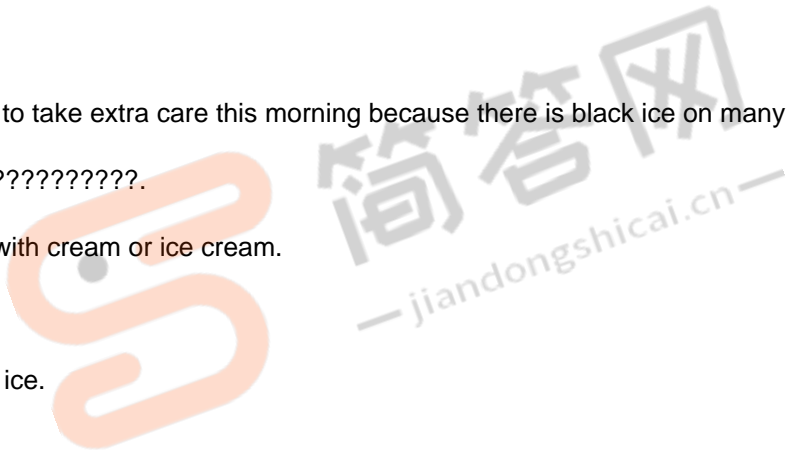 to take extra care this morning because there is black ice on many
??????????.
with cream or ice cream.
ice.
简答网
jiandongshicai.cn